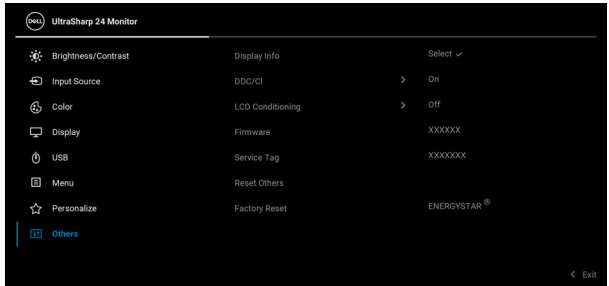 DELL UltraSharp 24 Monitor
Brightness/Contrast Display Info Select ✓
Input Source DDC/CI > On
Color LCD Conditioning > Off
Display Firmware XXXXXX
USB Service Tag XXXXXXX
Menu Reset Others
Personalize Factory Reset ENERGYSTAR ®
Others
< Exit